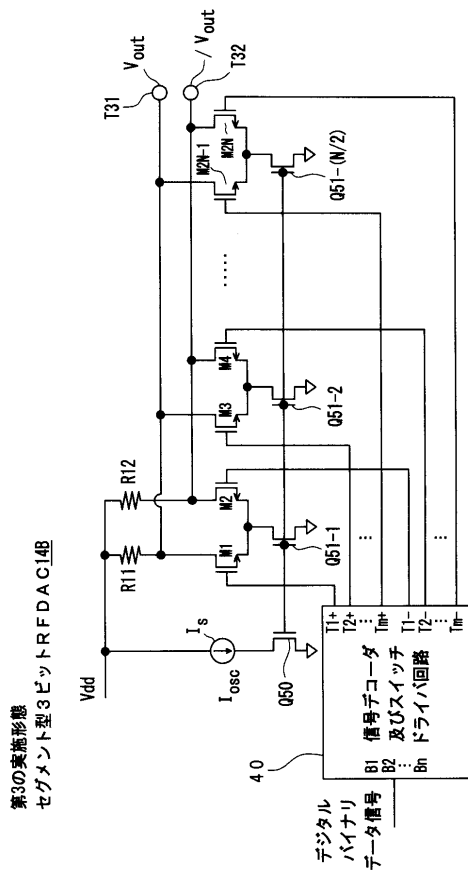 第3の実施形態
セグメント型3ビットRFDAC14B
Vdd
R11
R12
Is
Iosc
Q50
M1
M2
Q51-1
M3
M4
Q51-2
.....
M2N-1
M2N
Q51-(N/2)
T31
Vout
/Vout
T32
40
デジタル
バイナリ
データ信号
B1
B2
⋮
Bn
信号デコーダ
及びスイッチ
ドライバ回路
T1+
T2+
⋮
Tm+
T1-
T2-
⋮
Tm-